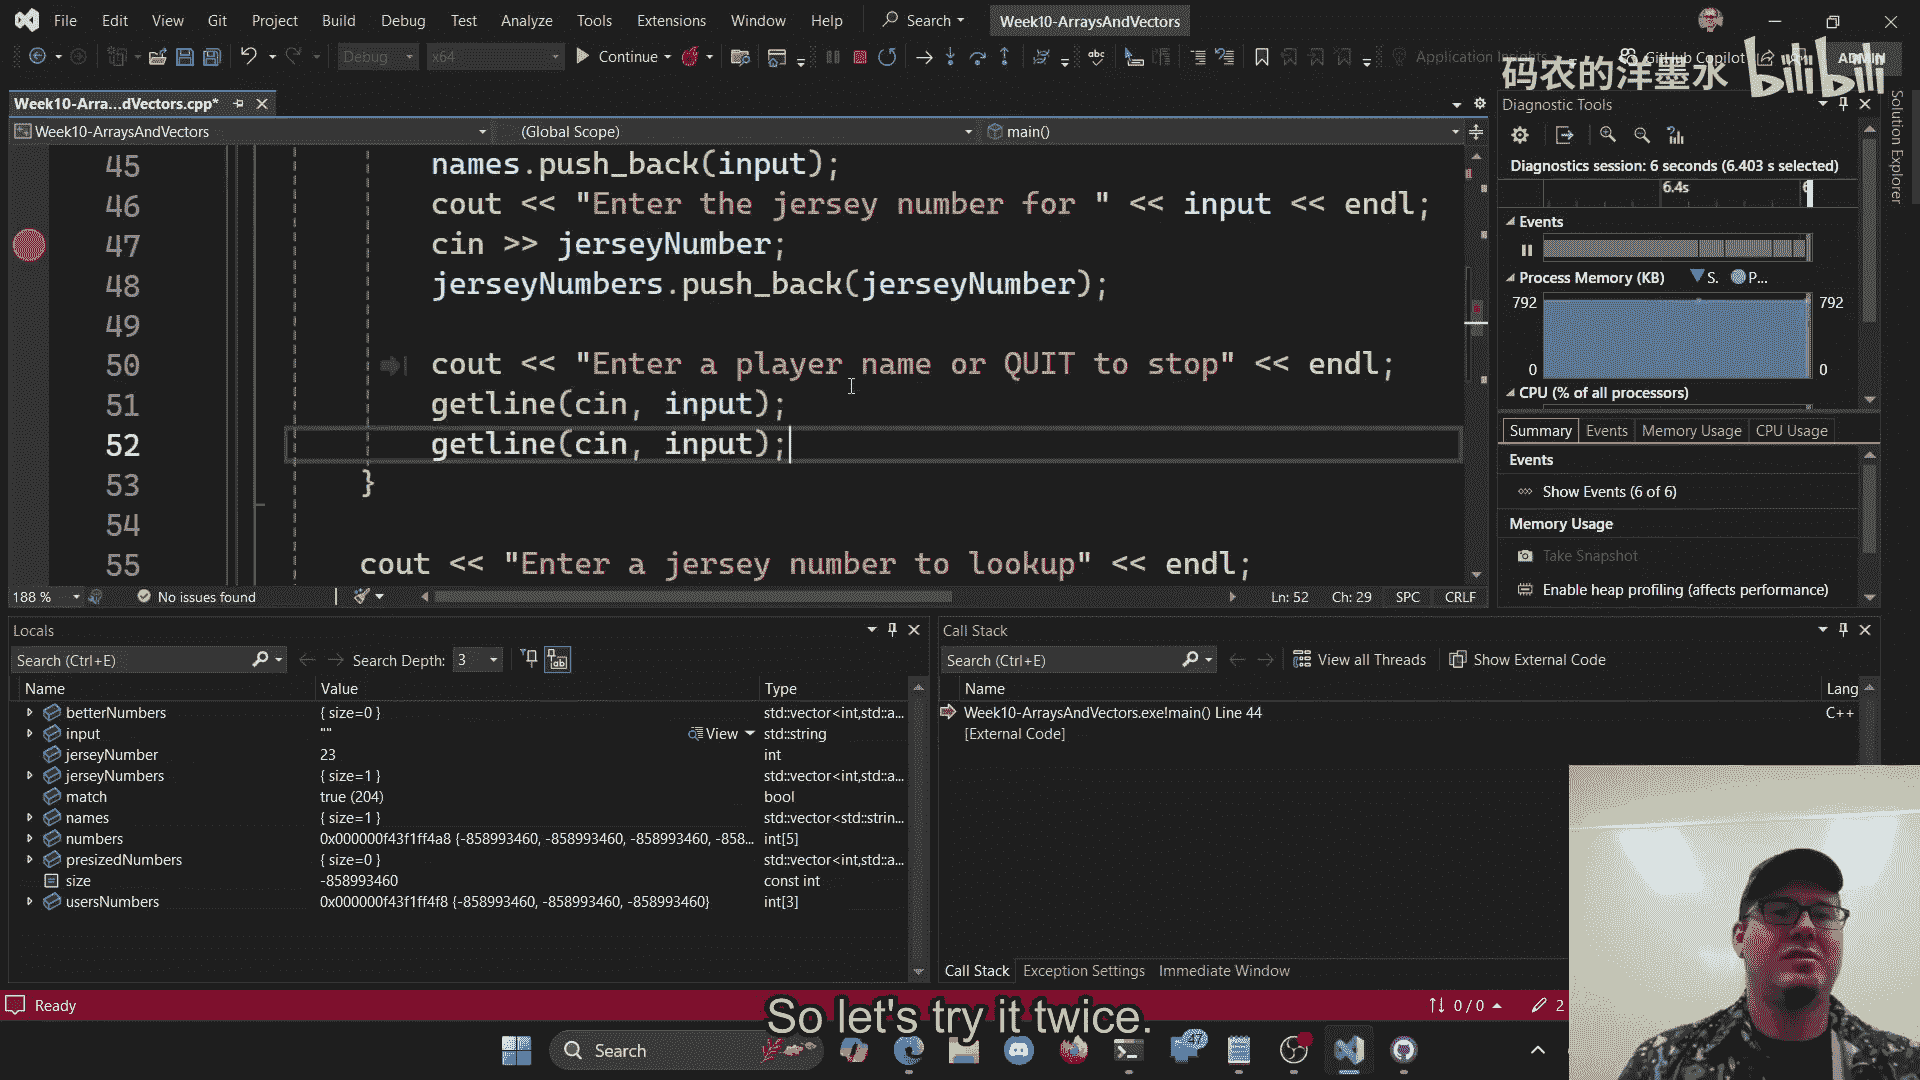 File Edit View Git Project Build Debug Test Analyze Tools Extensions Window Help Search Week10-ArraysAndVectors
Debug x64 Continue Application Insights GitHub Copilot ADMIN
码农的洋墨水 bilibili
Week10-Arra...dVectors.cpp*
Week10-ArraysAndVectors (Global Scope) main()
45 names.push_back(input);
46 cout << "Enter the jersey number for " << input << endl;
47 cin >> jerseyNumber;
48 jerseyNumbers.push_back(jerseyNumber);
49
50 cout << "Enter a player name or QUIT to stop" << endl;
51 getline(cin, input);
52 getline(cin, input);
53 }
54
55 cout << "Enter a jersey number to lookup" << endl;
188 % No issues found Ln: 52 Ch: 29 SPC CRLF
Diagnostic Tools
Diagnostics session: 6 seconds (6.403 s selected)
6.4s
Events
Process Memory (KB) S. P...
792 792
0 0
CPU (% of all processors)
Summary Events Memory Usage CPU Usage
Events
Show Events (6 of 6)
Memory Usage
Take Snapshot
Enable heap profiling (affects performance)
Solution Explorer
Locals
Search (Ctrl+E) Search Depth: 3
Name Value Type
betterNumbers { size=0 } std::vector<int,std::a...
input "" View std::string
jerseyNumber 23 int
jerseyNumbers { size=1 } std::vector<int,std::a...
match true (204) bool
names { size=1 } std::vector<std::strin...
numbers 0x000000f43f1ff4a8 {-858993460, -858993460, -858993460, -858... int[5]
presizedNumbers { size=0 } std::vector<int,std::a...
size -858993460 const int
usersNumbers 0x000000f43f1ff4f8 {-858993460, -858993460, -858993460} int[3]
Call Stack
Search (Ctrl+E) View all Threads Show External Code
Name Lang
Week10-ArraysAndVectors.exe!main() Line 44 C++
[External Code]
Call Stack Exception Settings Immediate Window
Ready 0 / 0 2
So let's try it twice.
Search 47